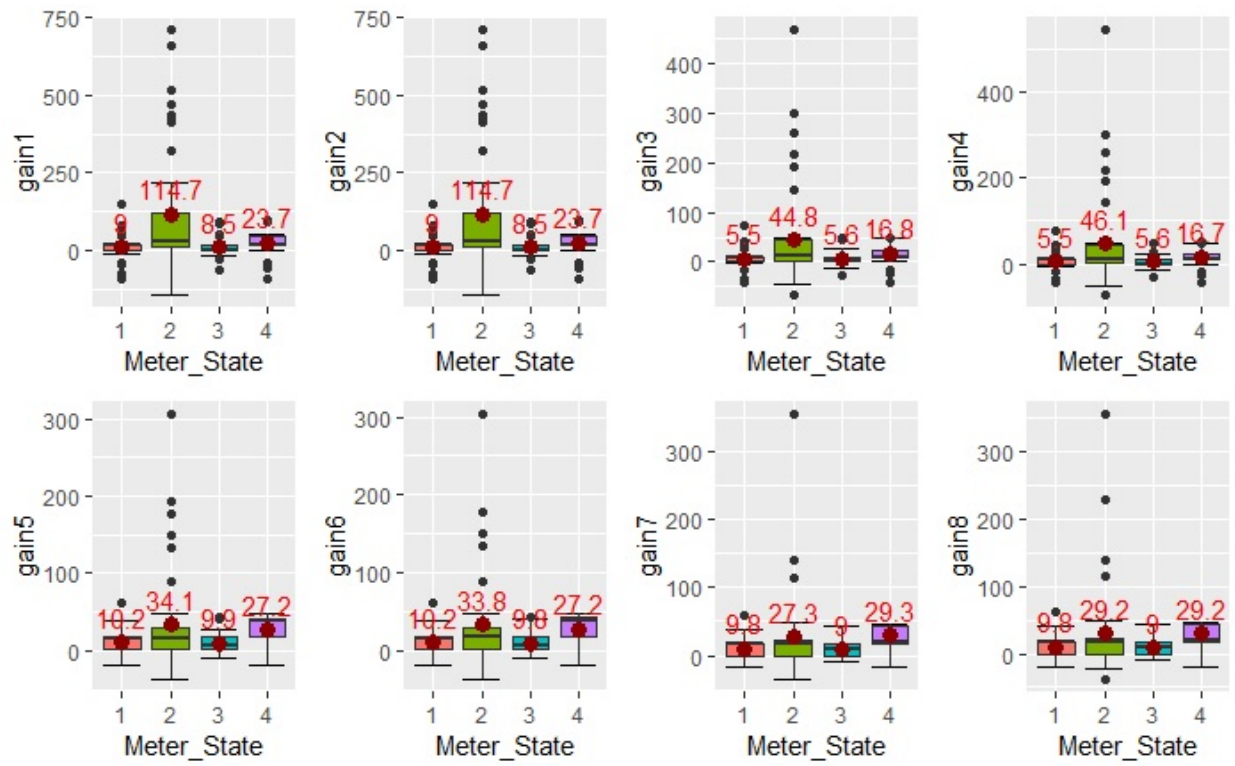 gain1
750
500
250
0
9
114.7
8.5
23.7
1 2 3 4
Meter_State
gain2
750
500
250
0
9
114.7
8.5
23.7
1 2 3 4
Meter_State
gain3
400
300
200
100
0
5.5
44.8
5.6
16.8
1 2 3 4
Meter_State
gain4
400
200
0
5.5
46.1
5.6
16.7
1 2 3 4
Meter_State
gain5
300
200
100
0
10.2
34.1
9.9
27.2
1 2 3 4
Meter_State
gain6
300
200
100
0
10.2
33.8
9.8
27.2
1 2 3 4
Meter_State
gain7
300
200
100
0
9.8
27.3
9
29.3
1 2 3 4
Meter_State
gain8
300
200
100
0
9.8
29.2
9
29.2
1 2 3 4
Meter_State